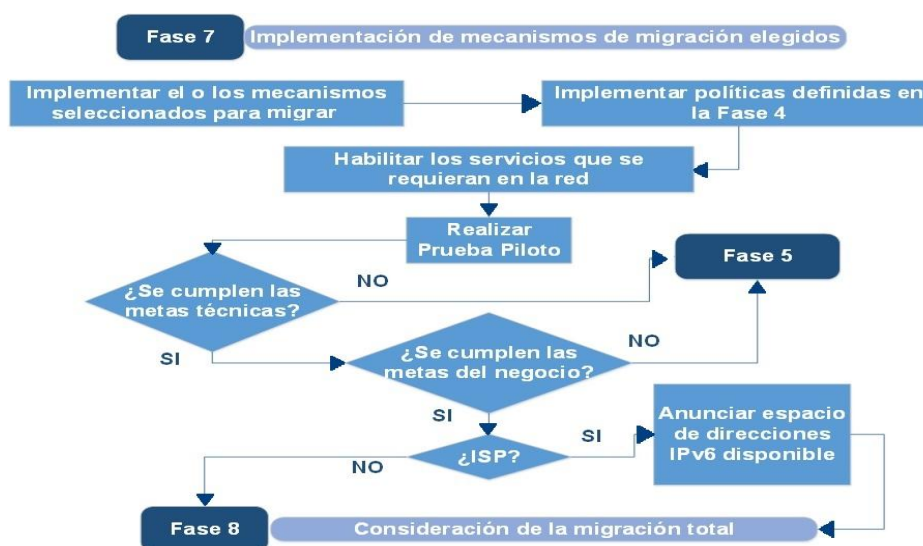 Fase 7
Implementación de mecanismos de migración elegidos
Implementar el o los mecanismos
seleccionados para migrar
Implementar políticas definidas en
la Fase 4
Habilitar los servicios que se
requieran en la red
Realizar
Prueba Piloto
Fase 5
¿Se cumplen las
metas técnicas?
NO
SI
¿Se cumplen las
metas del negocio?
NO
SI
¿ISP?
SI
NO
Anunciar espacio
de direcciones
IPv6 disponible
Fase 8
Consideración de la migración total